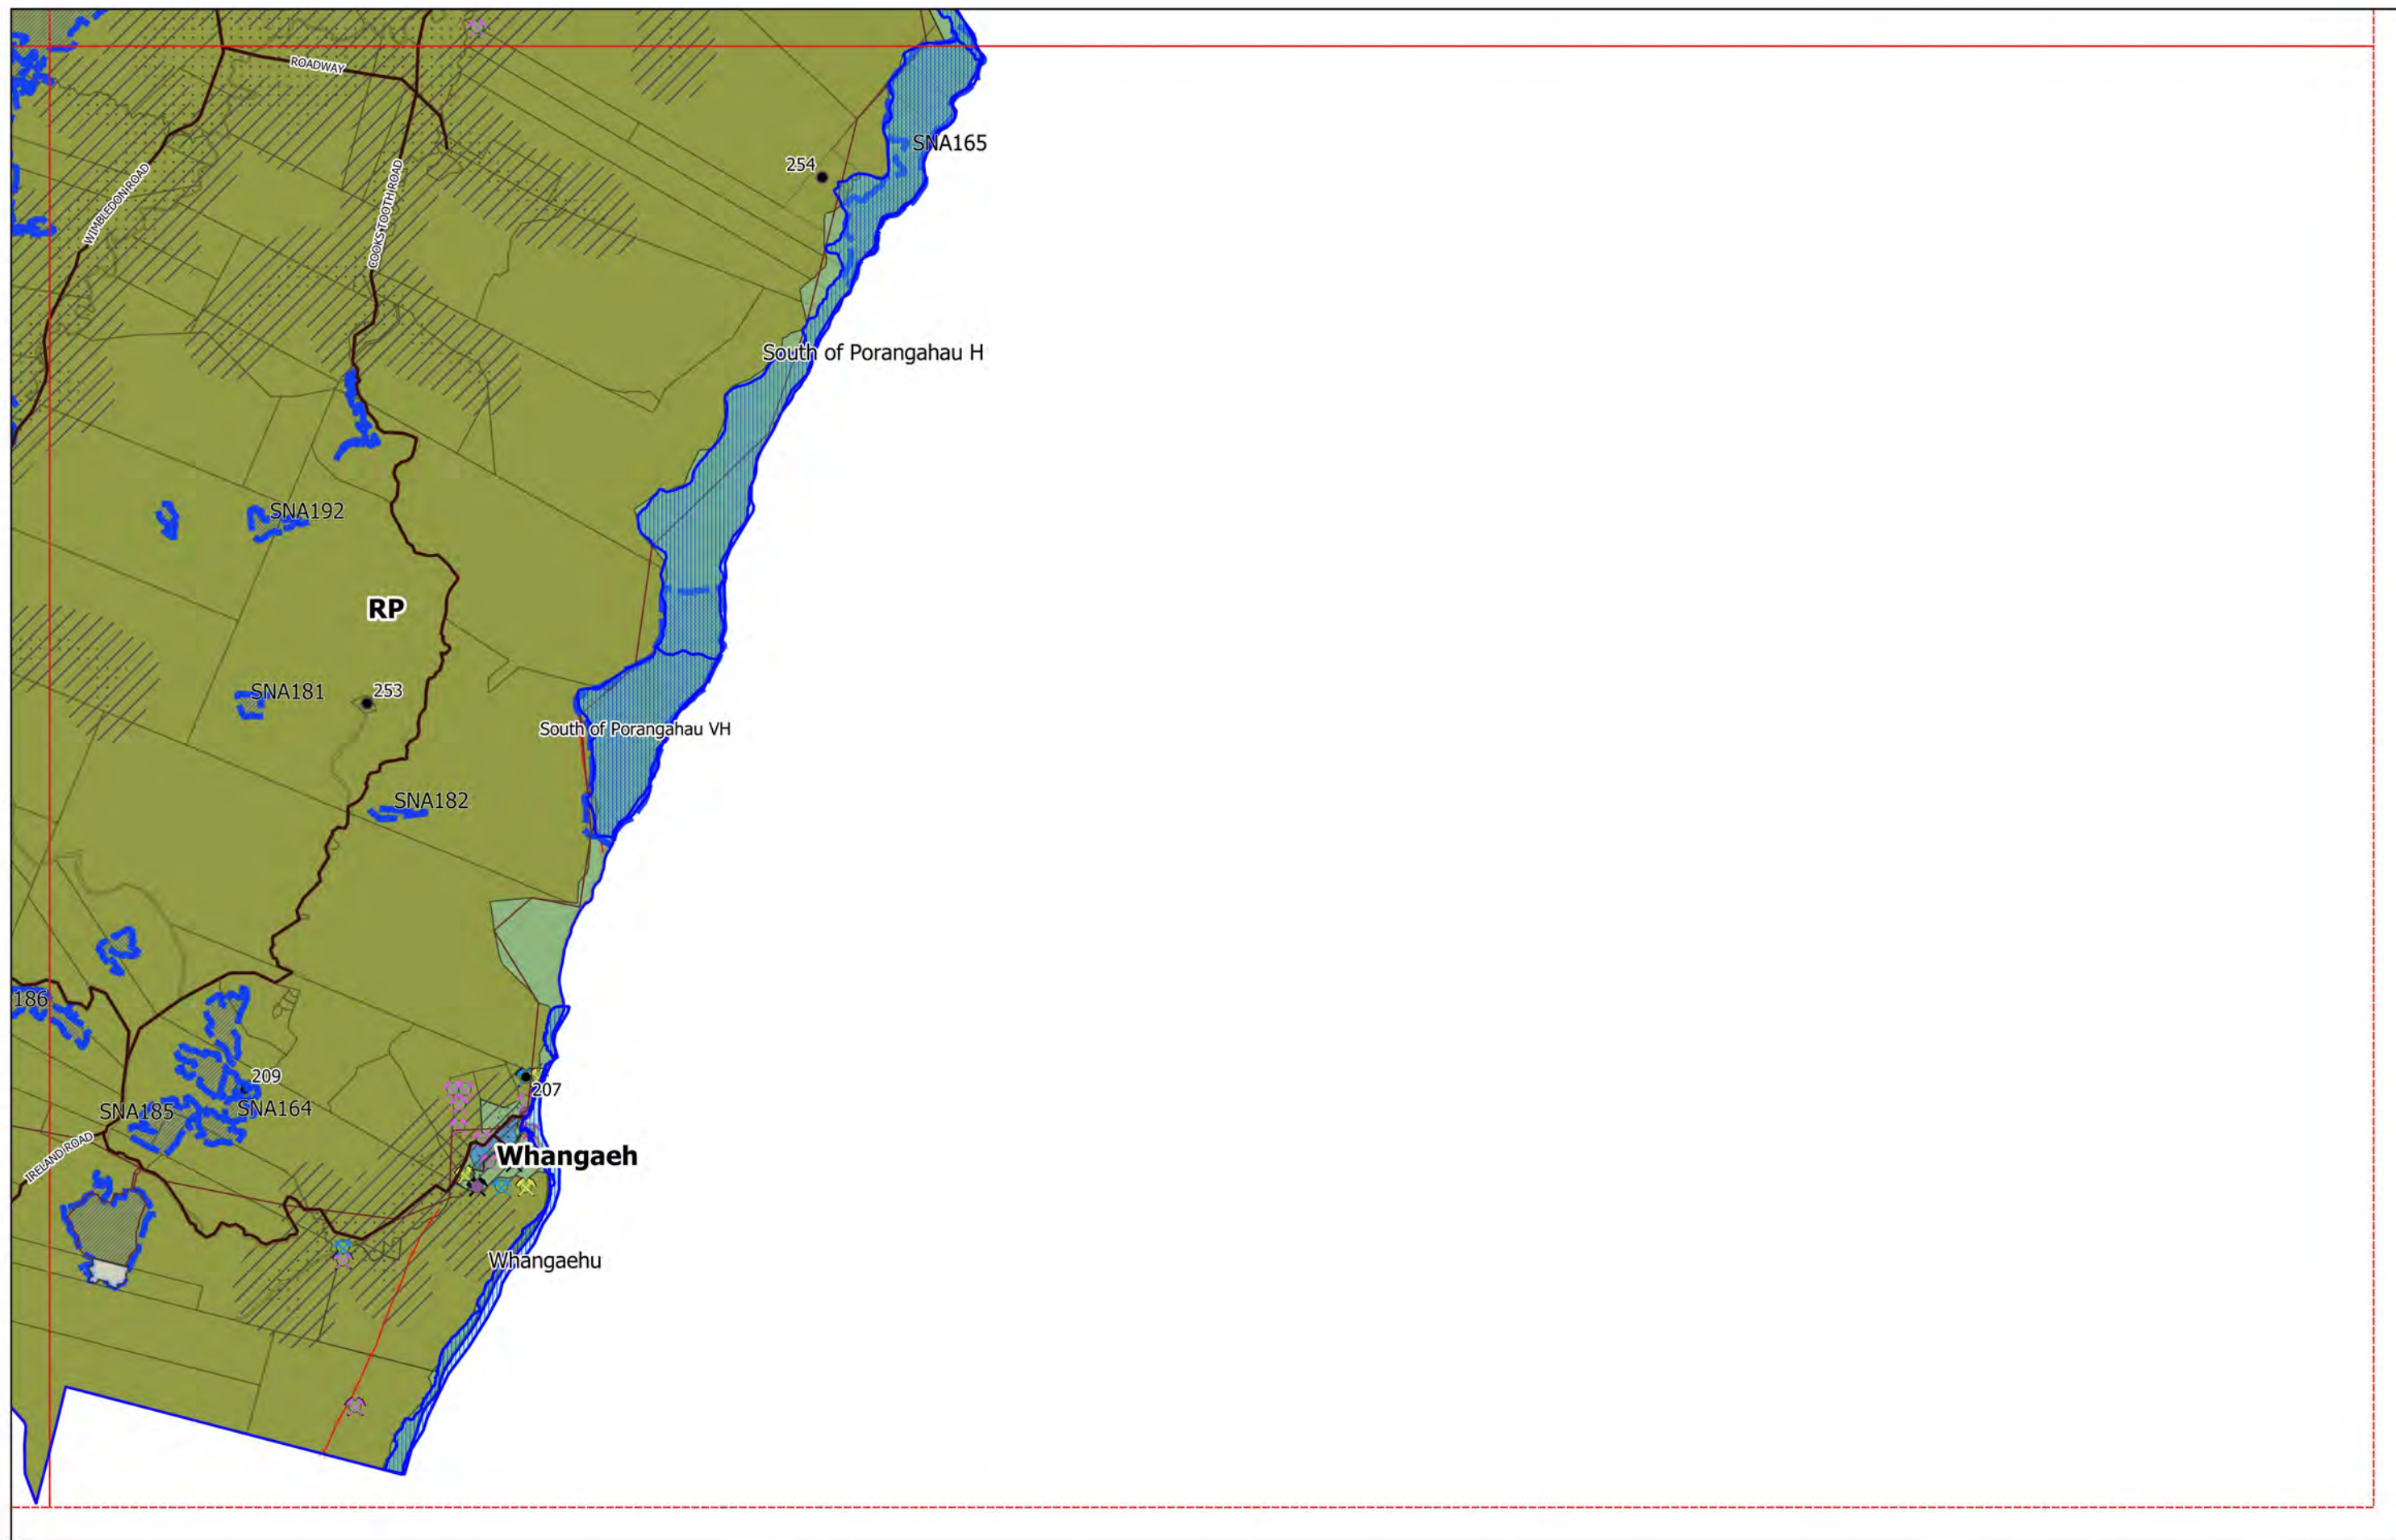 ROADWAY
SNA165
254
WIMBLEDON ROAD
COOKS TOOTH ROAD
South of Porangahau H
SNA192
RP
SNA181
253
South of Porangahau VH
SNA182
186
209
207
SNA185
SNA164
IRELAND ROAD
Whangaeh
Whangaehu